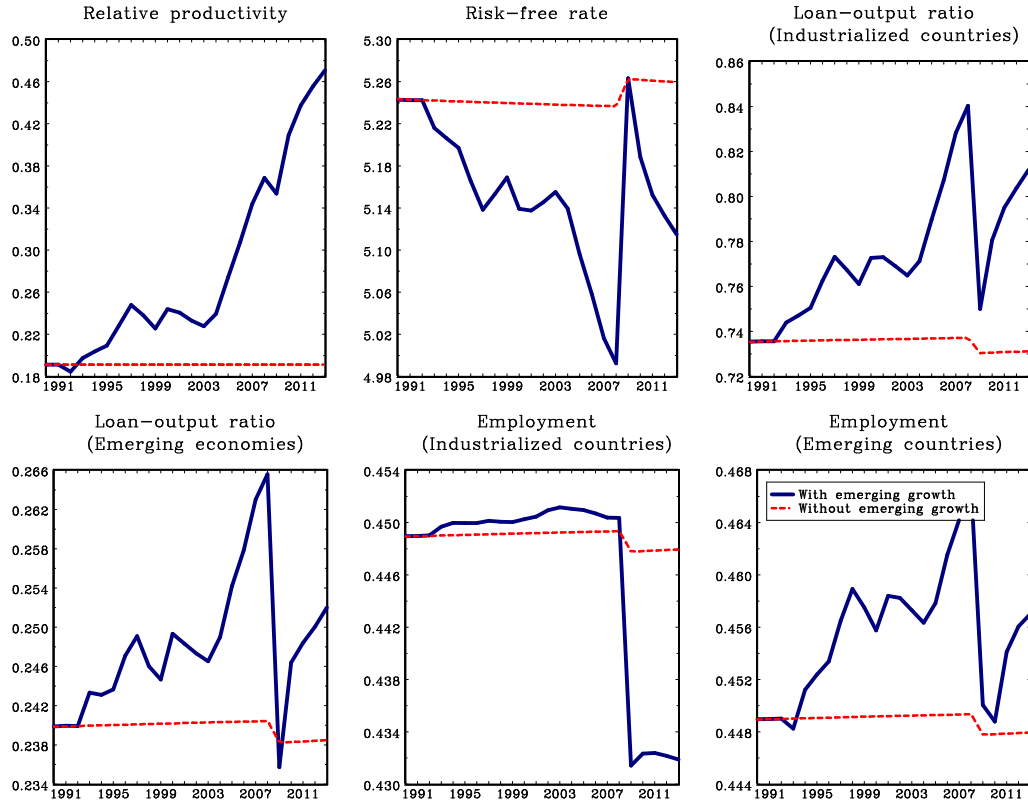 Relative productivity
0.50
0.46
0.42
0.38
0.34
0.30
0.26
0.22
0.18
1991 1995 1999 2003 2007 2011
Risk-free rate
5.30
5.26
5.22
5.18
5.14
5.10
5.06
5.02
4.98
1991 1995 1999 2003 2007 2011
Loan-output ratio
(Industrialized countries)
0.86
0.84
0.82
0.80
0.78
0.76
0.74
0.72
1991 1995 1999 2003 2007 2011
Loan-output ratio
(Emerging economies)
0.266
0.262
0.258
0.254
0.250
0.246
0.242
0.238
0.234
1991 1995 1999 2003 2007 2011
Employment
(Industrialized countries)
0.454
0.450
0.446
0.442
0.438
0.434
0.430
1991 1995 1999 2003 2007 2011
Employment
(Emerging countries)
0.468
0.464
0.460
0.456
0.452
0.448
0.444
With emerging growth
Without emerging growth
1991 1995 1999 2003 2007 2011